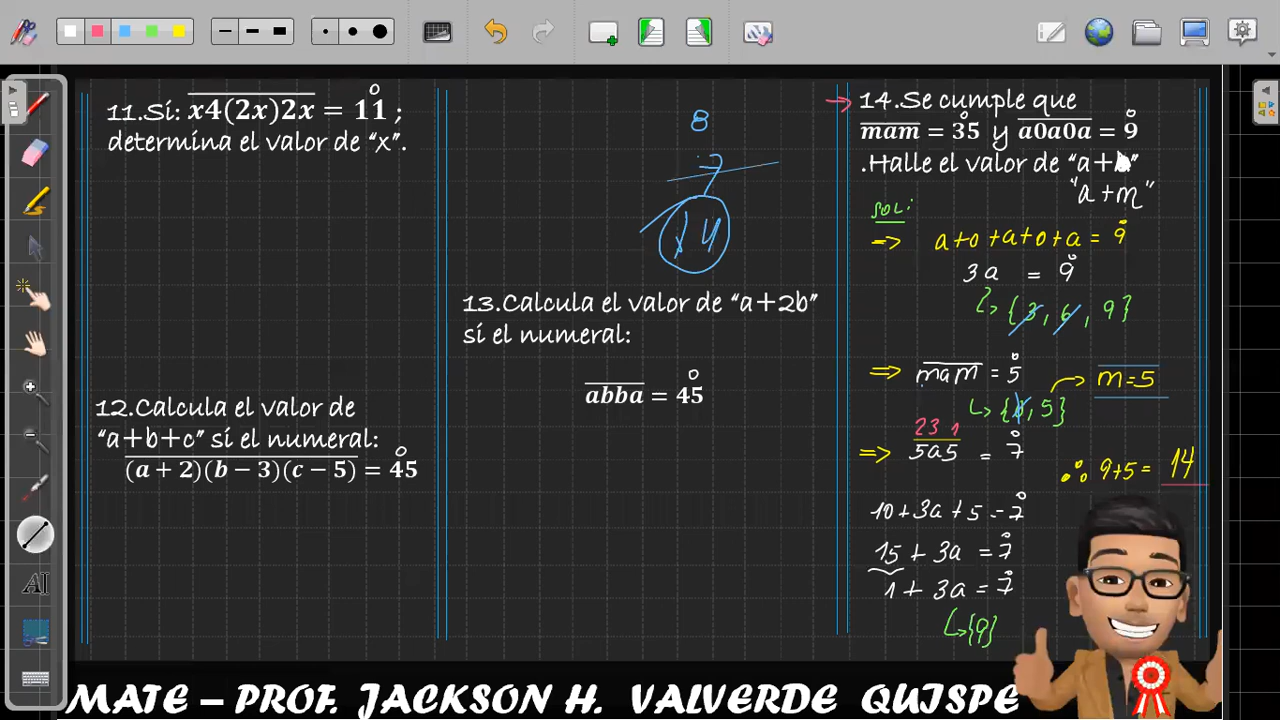 11.Si: x4(2x)2x = 11 ;
determina el valor de “x”.
12.Calcula el valor de
“a+b+c” si el numeral:
(a + 2)(b − 3)(c − 5) = 45
8
7
14
13.Calcula el valor de “a+2b”
si el numeral:
abba = 45
14.Se cumple que
mam = 35 y a0a0a = 9
.Halle el valor de “a+b”
"a+m"
SOL:
=> a+0+a+0+a = 9
3a = 9
↳ {3, 6, 9}
=> mam = 5
↳ {0, 5} → m=5
231
=> 5a5 = 7
∴ 9+5 = 14
10+3a+5 = 7
15 + 3a = 7
1 + 3a = 7
↳ {9}
AI
MATE – PROF. JACKSON H. VALVERDE QUISPE